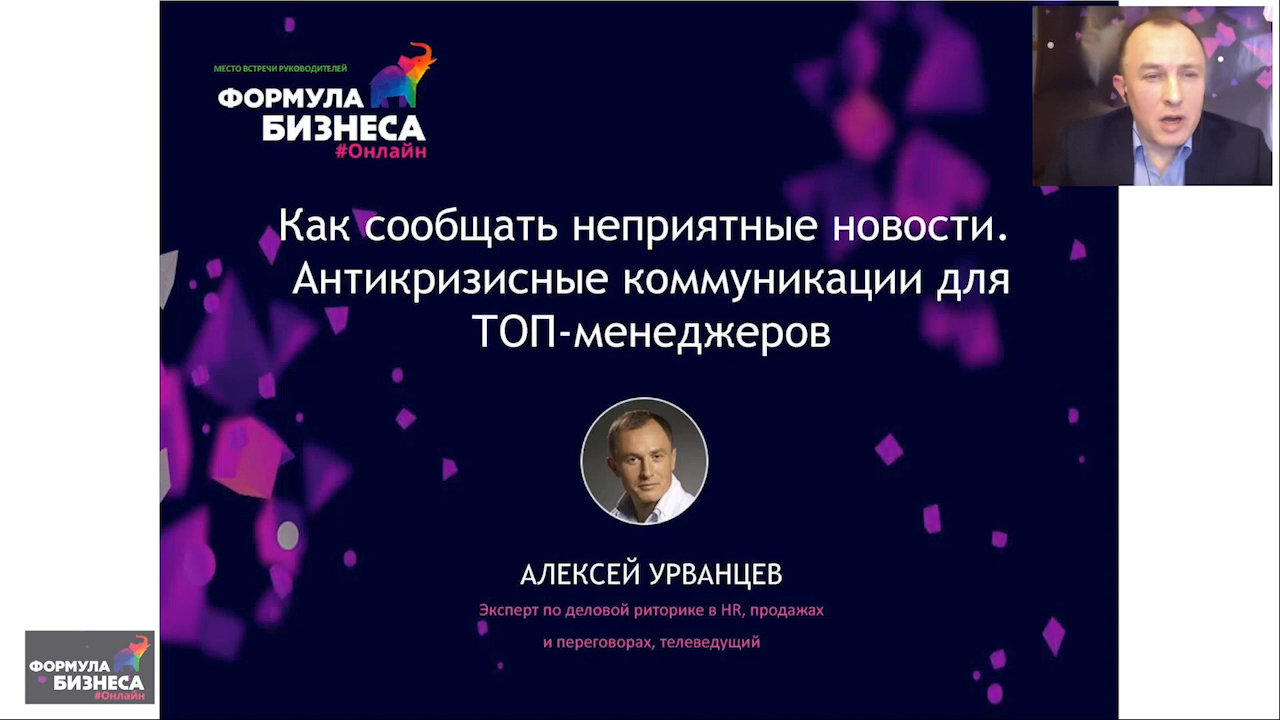 МЕСТО ВСТРЕЧИ РУКОВОДИТЕЛЕЙ
ФОРМУЛА
БИЗНЕСА
#Онлайн
Как сообщать неприятные новости.
Антикризисные коммуникации для
ТОП-менеджеров
АЛЕКСЕЙ УРВАНЦЕВ
Эксперт по деловой риторике в HR, продажах
и переговорах, телеведущий
ФОРМУЛА
БИЗНЕСА
#Онлайн